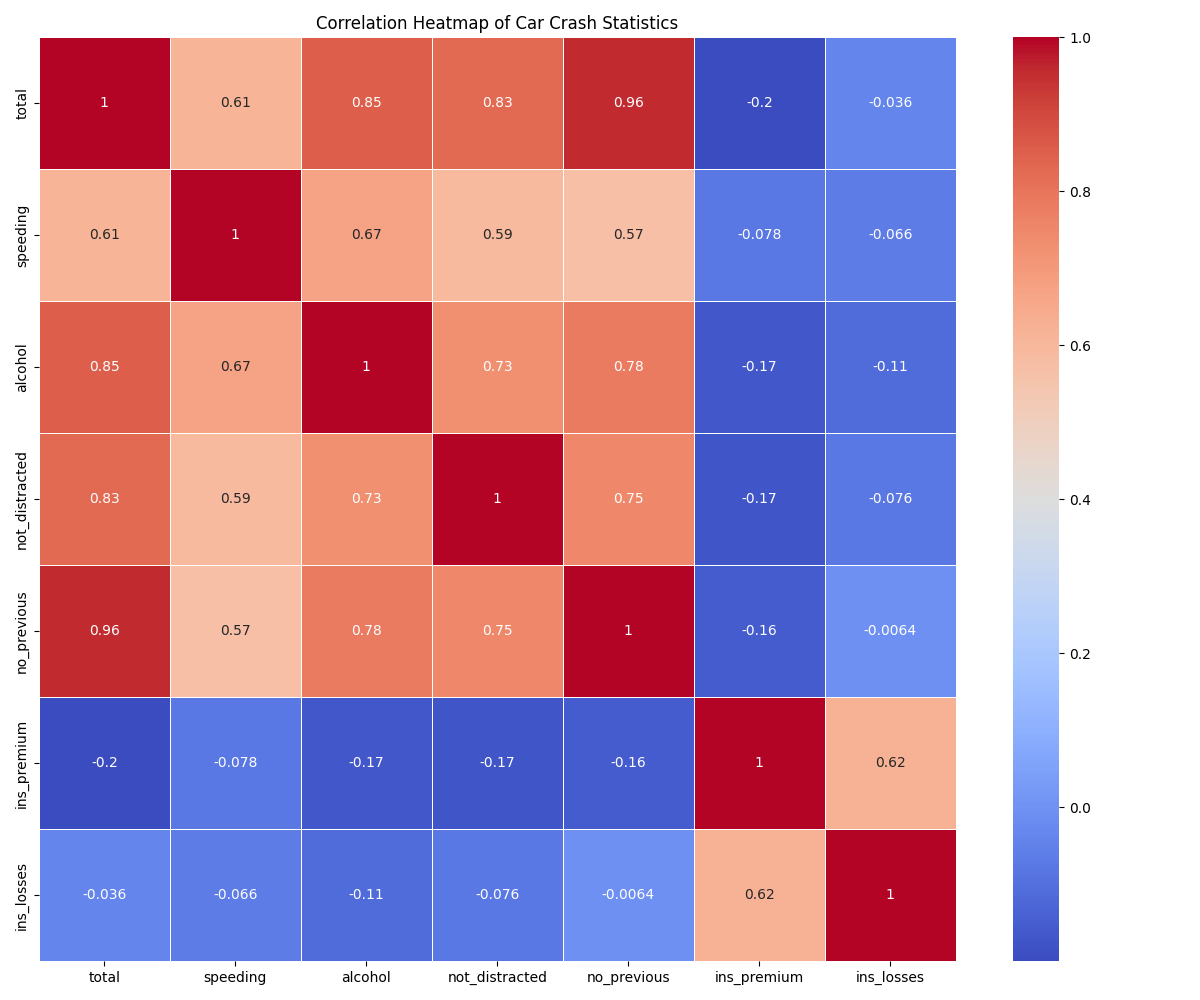 Correlation Heatmap of Car Crash Statistics
total 1 0.61 0.85 0.83 0.96 -0.2 -0.036
speeding 0.61 1 0.67 0.59 0.57 -0.078 -0.066
alcohol 0.85 0.67 1 0.73 0.78 -0.17 -0.11
not_distracted 0.83 0.59 0.73 1 0.75 -0.17 -0.076
no_previous 0.96 0.57 0.78 0.75 1 -0.16 -0.0064
ins_premium -0.2 -0.078 -0.17 -0.17 -0.16 1 0.62
ins_losses -0.036 -0.066 -0.11 -0.076 -0.0064 0.62 1
total speeding alcohol not_distracted no_previous ins_premium ins_losses
1.0
0.8
0.6
0.4
0.2
0.0